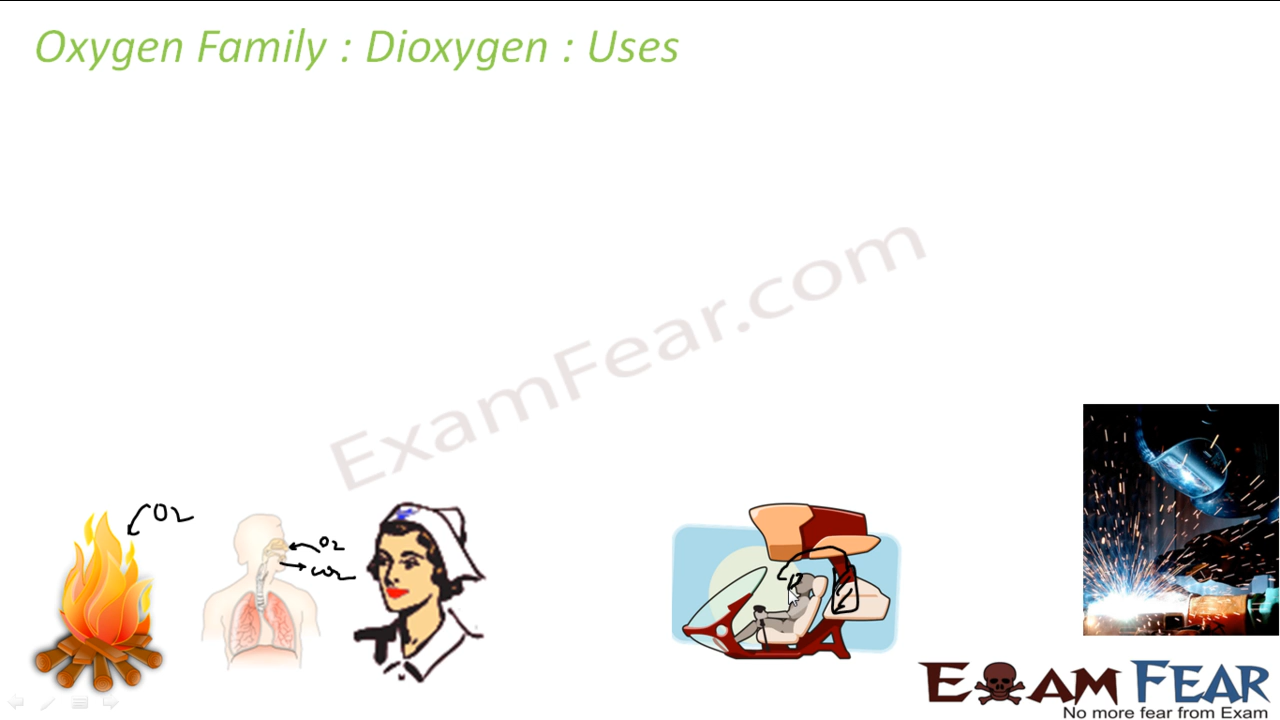 Oxygen Family : Dioxygen : Uses
ExamFear.com
O2
O2
CO2
EXAM FEAR
No more fear from Exam